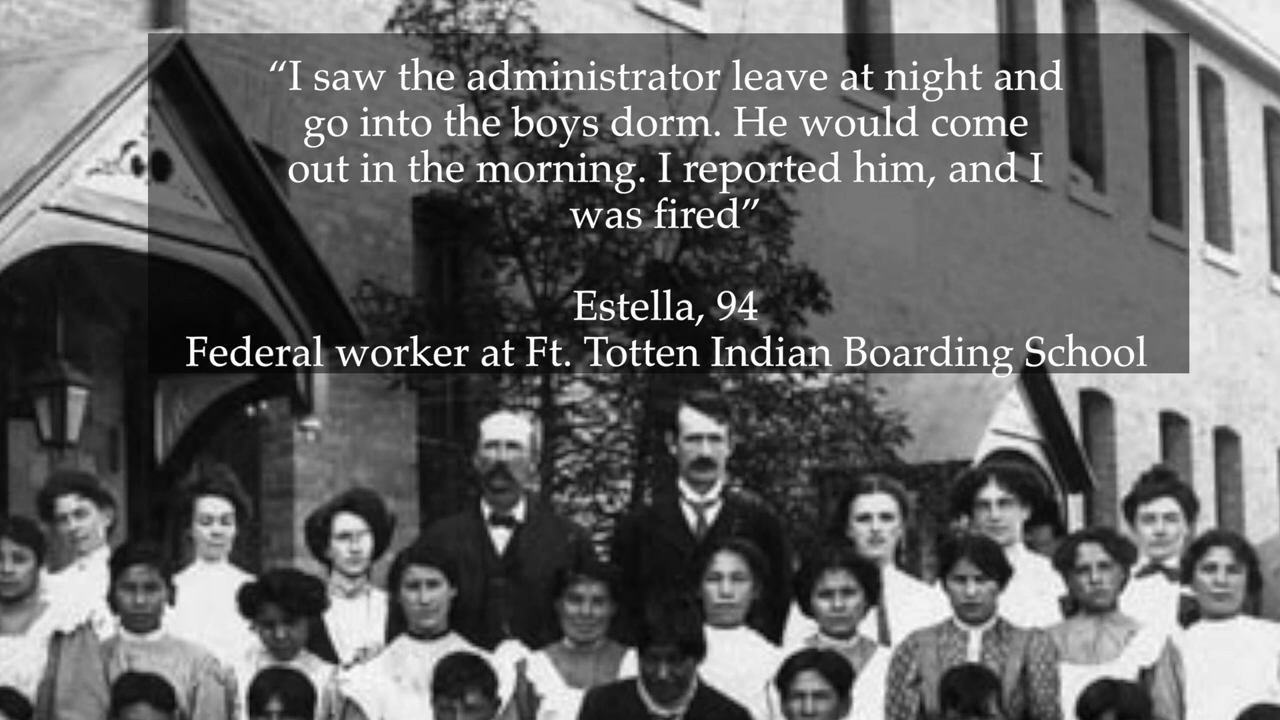 “I saw the administrator leave at night and
go into the boys dorm. He would come
out in the morning. I reported him, and I
was fired”
Estella, 94
Federal worker at Ft. Totten Indian Boarding School